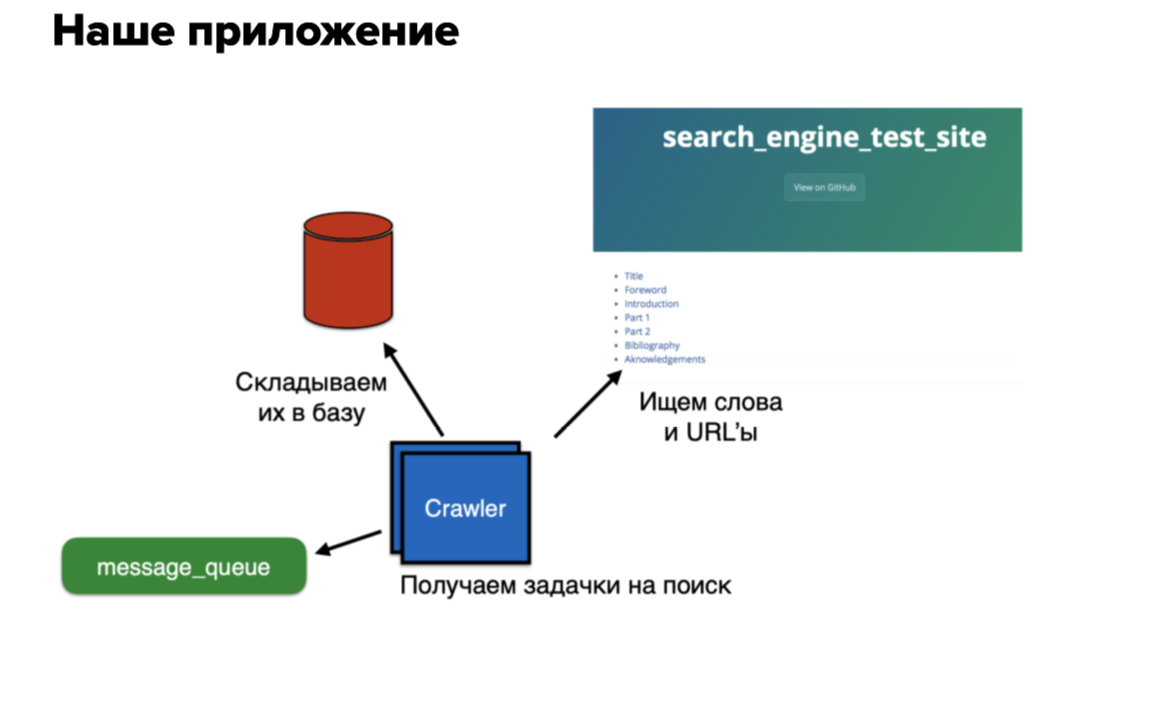 Наше приложение
search_engine_test_site
View on GitHub
Title
Foreword
Introduction
Part 1
Part 2
Bibliography
Aknowledgements
Складываем
их в базу
Ищем слова
и URL’ы
Crawler
message_queue
Получаем задачки на поиск